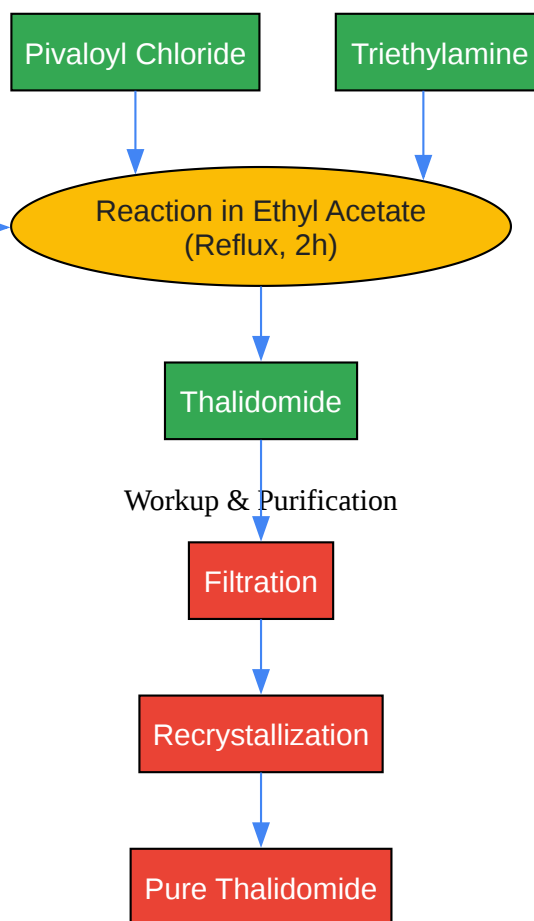 Pivaloyl Chloride
Triethylamine
Reaction in Ethyl Acetate
(Reflux, 2h)
Thalidomide
Workup & Purification
Filtration
Recrystallization
Pure Thalidomide